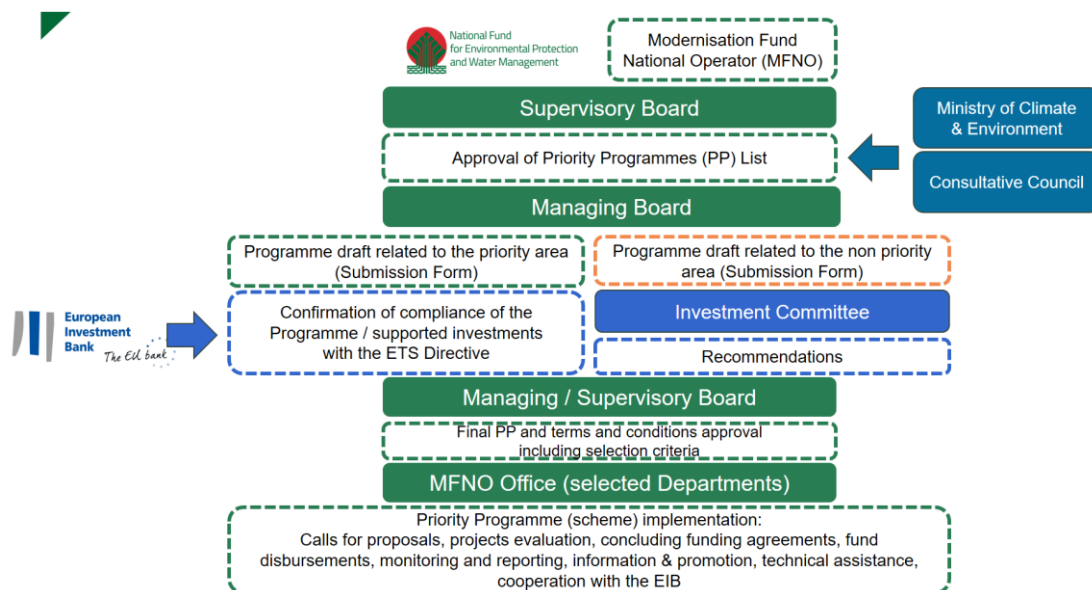 National Fund
for Environmental Protection
and Water Management
Modernisation Fund
National Operator (MFNO)
Supervisory Board
Ministry of Climate
& Environment
Approval of Priority Programmes (PP) List
Consultative Council
Managing Board
Programme draft related to the priority area
(Submission Form)
Programme draft related to the non priority
area (Submission Form)
European
Investment
Bank
The EU bank
Confirmation of compliance of the
Programme / supported investments
with the ETS Directive
Investment Committee
Recommendations
Managing / Supervisory Board
Final PP and terms and conditions approval
including selection criteria
MFNO Office (selected Departments)
Priority Programme (scheme) implementation:
Calls for proposals, projects evaluation, concluding funding agreements, fund
disbursements, monitoring and reporting, information & promotion, technical assistance,
cooperation with the EIB